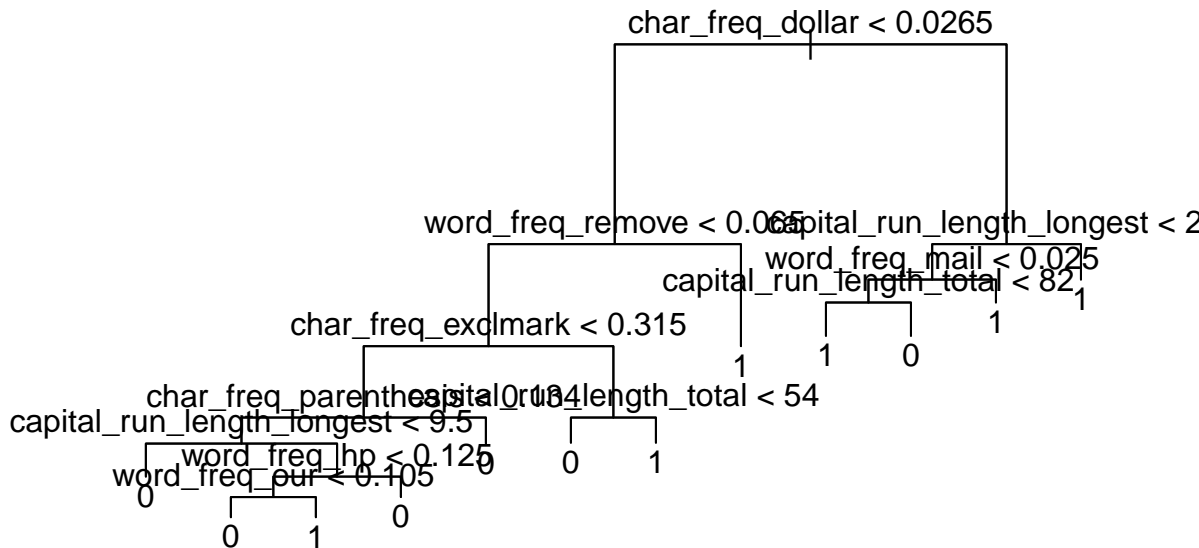 char_freq_dollar < 0.0265
word_freq_remove < 0.065
capital_run_length_longest < 2
word_freq_mail < 0.025
capital_run_length_total < 82
1
1
1
0
char_freq_exclmark < 0.315
1
char_freq_parenthesis < 0.134
capital_run_length_total < 54
capital_run_length_longest < 9.5
word_freq_hp < 0.125
0
0
1
word_freq_our < 0.105
0
0
0
1